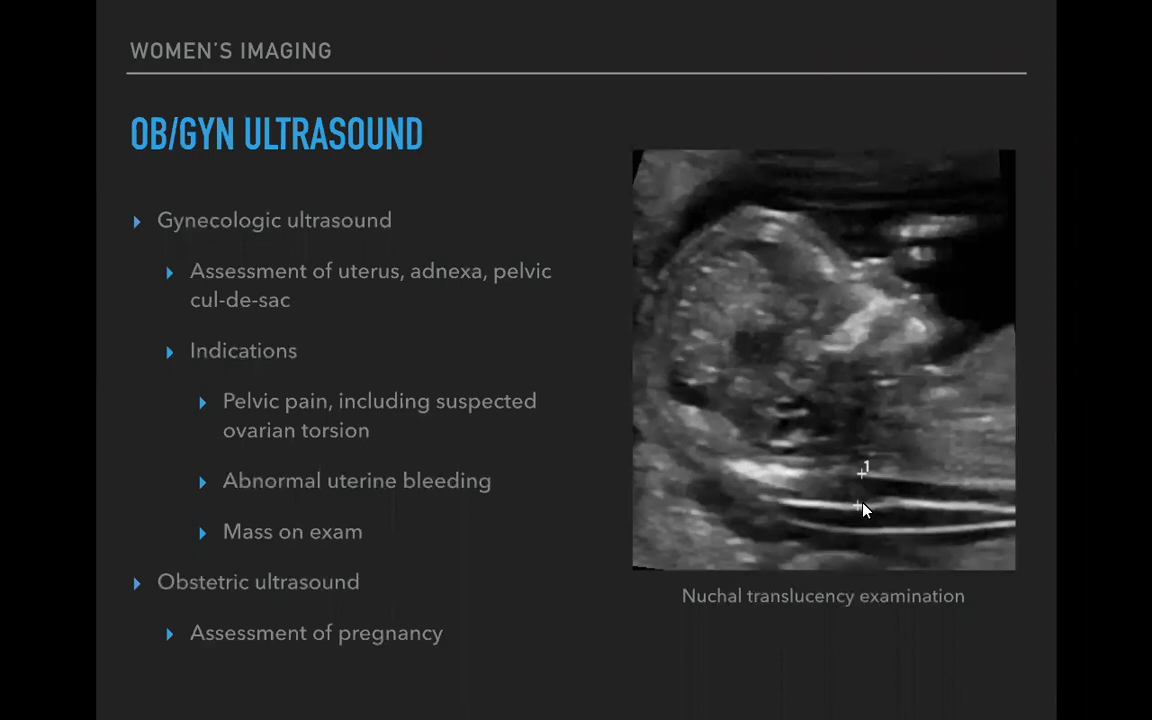 WOMEN'S IMAGING
OB/GYN ULTRASOUND
Gynecologic ultrasound
Assessment of uterus, adnexa, pelvic
cul-de-sac
Indications
Pelvic pain, including suspected
ovarian torsion
Abnormal uterine bleeding
Mass on exam
Obstetric ultrasound
Assessment of pregnancy
1
Nuchal translucency examination